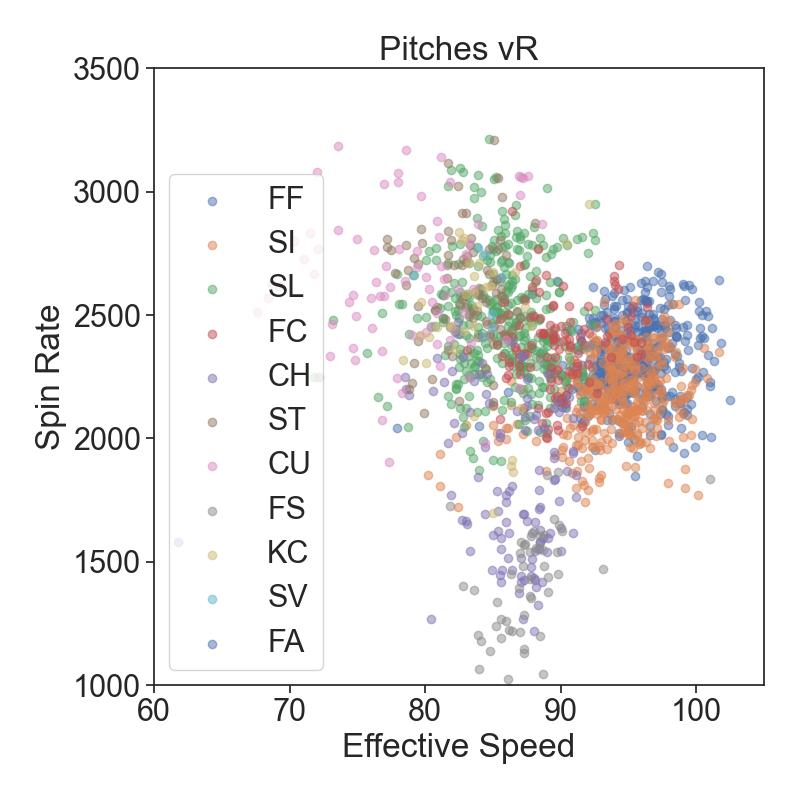 Pitches vR
3500
3000
2500
2000
1500
1000
Spin Rate
FF
SI
SL
FC
CH
ST
CU
FS
KC
SV
FA
60
70
80
90
100
Effective Speed